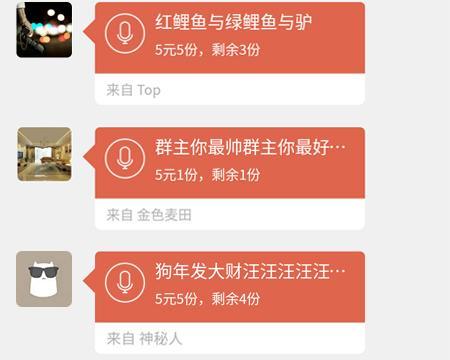 红鲤鱼与绿鲤鱼与驴
5元5份，剩余3份
来自 Top
群主你最帅群主你最好…
5元1份，剩余1份
来自 金色麦田
狗年发大财汪汪汪汪汪…
5元5份，剩余4份
来自 神秘人